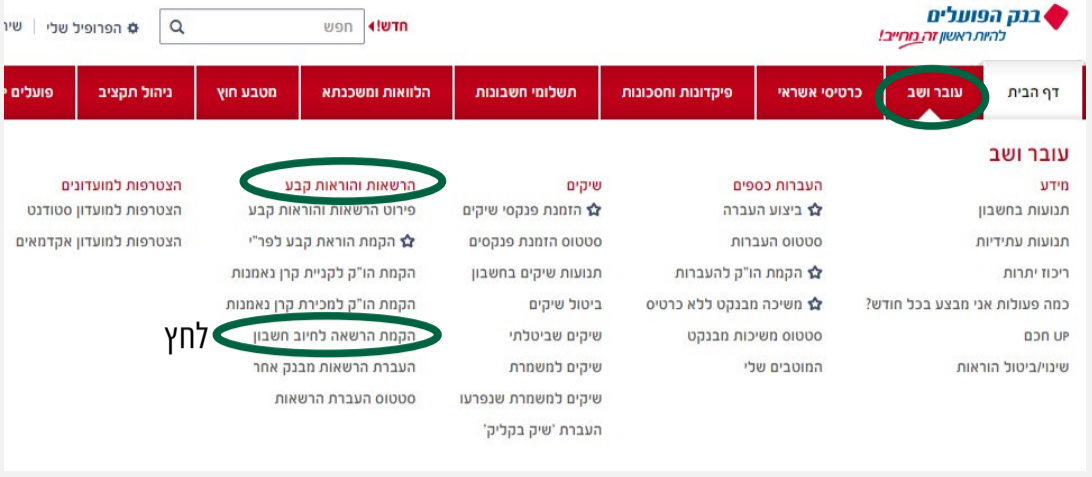 בנק הפועלים
להיות ראשון זה מחייב!
חדש!
חפש
הפרופיל שלי
דף הבית
עובר ושב
כרטיסי אשראי
פיקדונות וחסכונות
תשלומי חשבונות
הלוואות ומשכנתא
מטבע חוץ
ניהול תקציב
פועלים
עובר ושב
מידע
תנועות בחשבון
תנועות עתידיות
ריכוז יתרות
כמה פעולות אני מבצע בכל חודש?
UP חכם
שינוי/ביטול הוראות
העברות כספים
ביצוע העברה
סטטוס העברות
הקמת הו"ק להעברות
משיכה מבנקט ללא כרטיס
סטטוס משיכות מבנקט
המוטבים שלי
שיקים
הזמנת פנקסי שיקים
סטטוס הזמנת פנקסים
תנועות שיקים בחשבון
ביטול שיקים
שיקים שביטלתי
שיקים למשמרת
שיקים למשמרת שנפרעו
העברת 'שיק בקליק'
הרשאות והוראות קבע
פירוט הרשאות והוראות קבע
הקמת הוראת קבע לפר"י
הקמת הו"ק לקניית קרן נאמנות
הקמת הו"ק למכירת קרן נאמנות
הקמת הרשאה לחיוב חשבון
לחץ
העברת הרשאות מבנק אחר
סטטוס העברת הרשאות
הצטרפות למועדונים
הצטרפות למועדון סטודנט
הצטרפות למועדון אקדמאים